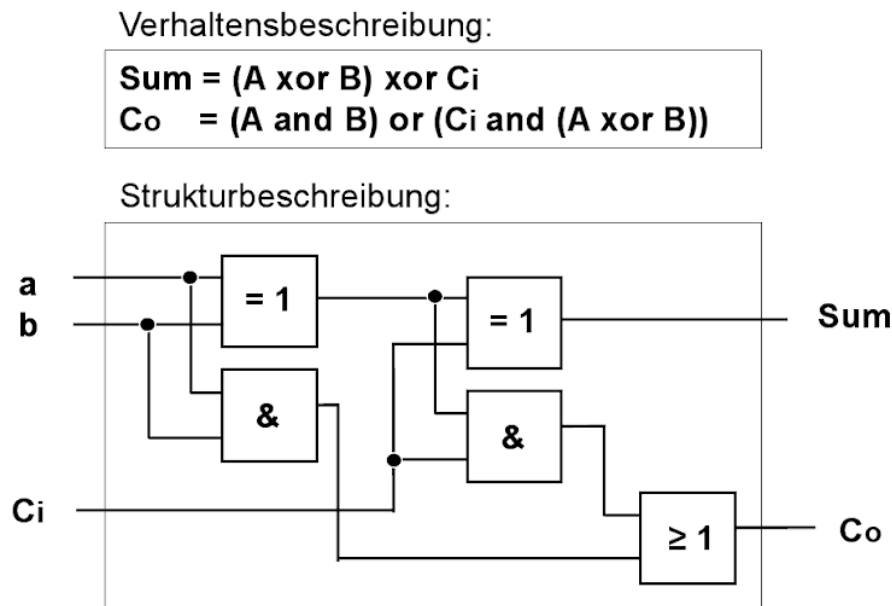 Verhaltensbeschreibung:
Sum = (A xor B) xor Ci
Co = (A and B) or (Ci and (A xor B))
Strukturbeschreibung:
a
= 1
b
= 1
Sum
&
&
Ci
≥ 1
Co